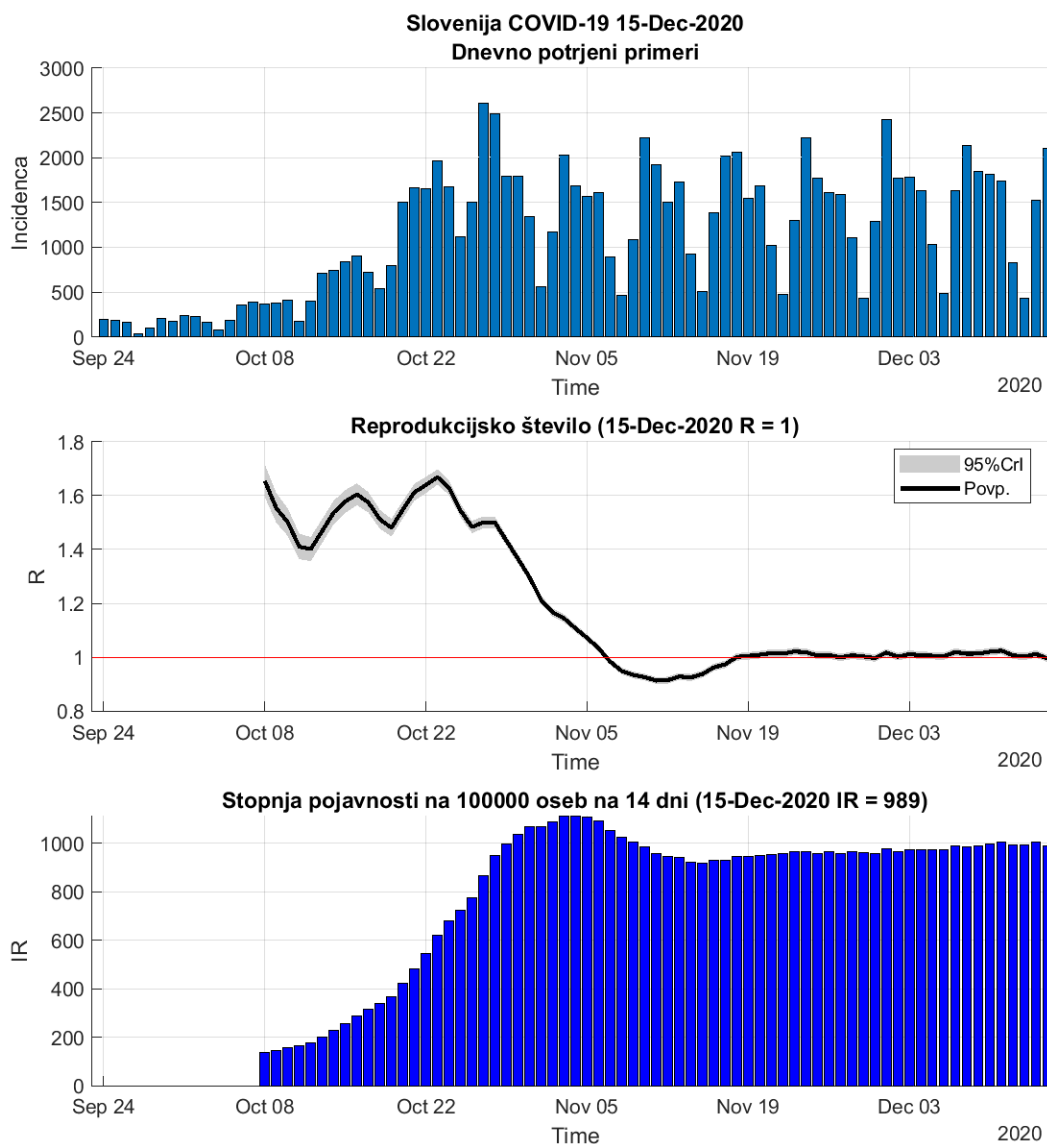 Slovenija COVID-19 15-Dec-2020
Dnevno potrjeni primeri
3000
2500
2000
1500
1000
500
0
Incidenca
Sep 24 Oct 08 Oct 22 Nov 05 Nov 19 Dec 03
Time
2020
Reprodukcijsko število (15-Dec-2020 R = 1)
1.8
1.6
1.4
1.2
1
0.8
R
95%CrI
Povp.
Sep 24 Oct 08 Oct 22 Nov 05 Nov 19 Dec 03
Time
2020
Stopnja pojavnosti na 100000 oseb na 14 dni (15-Dec-2020 IR = 989)
1000
800
600
400
200
0
IR
Sep 24 Oct 08 Oct 22 Nov 05 Nov 19 Dec 03
Time
2020